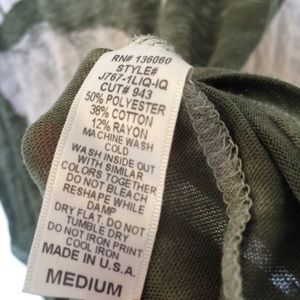 RN# 136060
STYLE#
J767-1LIQ-IQ
CUT# 943
50% POLYESTER
38% COTTON
12% RAYON
MACHINE WASH
COLD
WASH INSIDE OUT
WITH SIMILAR
COLORS TOGETHER
DO NOT BLEACH
RESHAPE WHILE
DAMP
DRY FLAT. DO NOT
TUMBLE DRY
DO NOT IRON PRINT
COOL IRON
MADE IN U.S.A.
MEDIUM